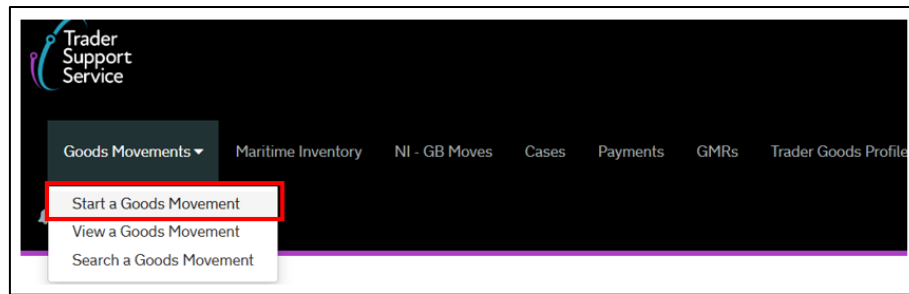 Trader
Support
Service
Goods Movements Maritime Inventory NI - GB Moves Cases Payments GMRs Trader Goods Profile
Start a Goods Movement
View a Goods Movement
Search a Goods Movement